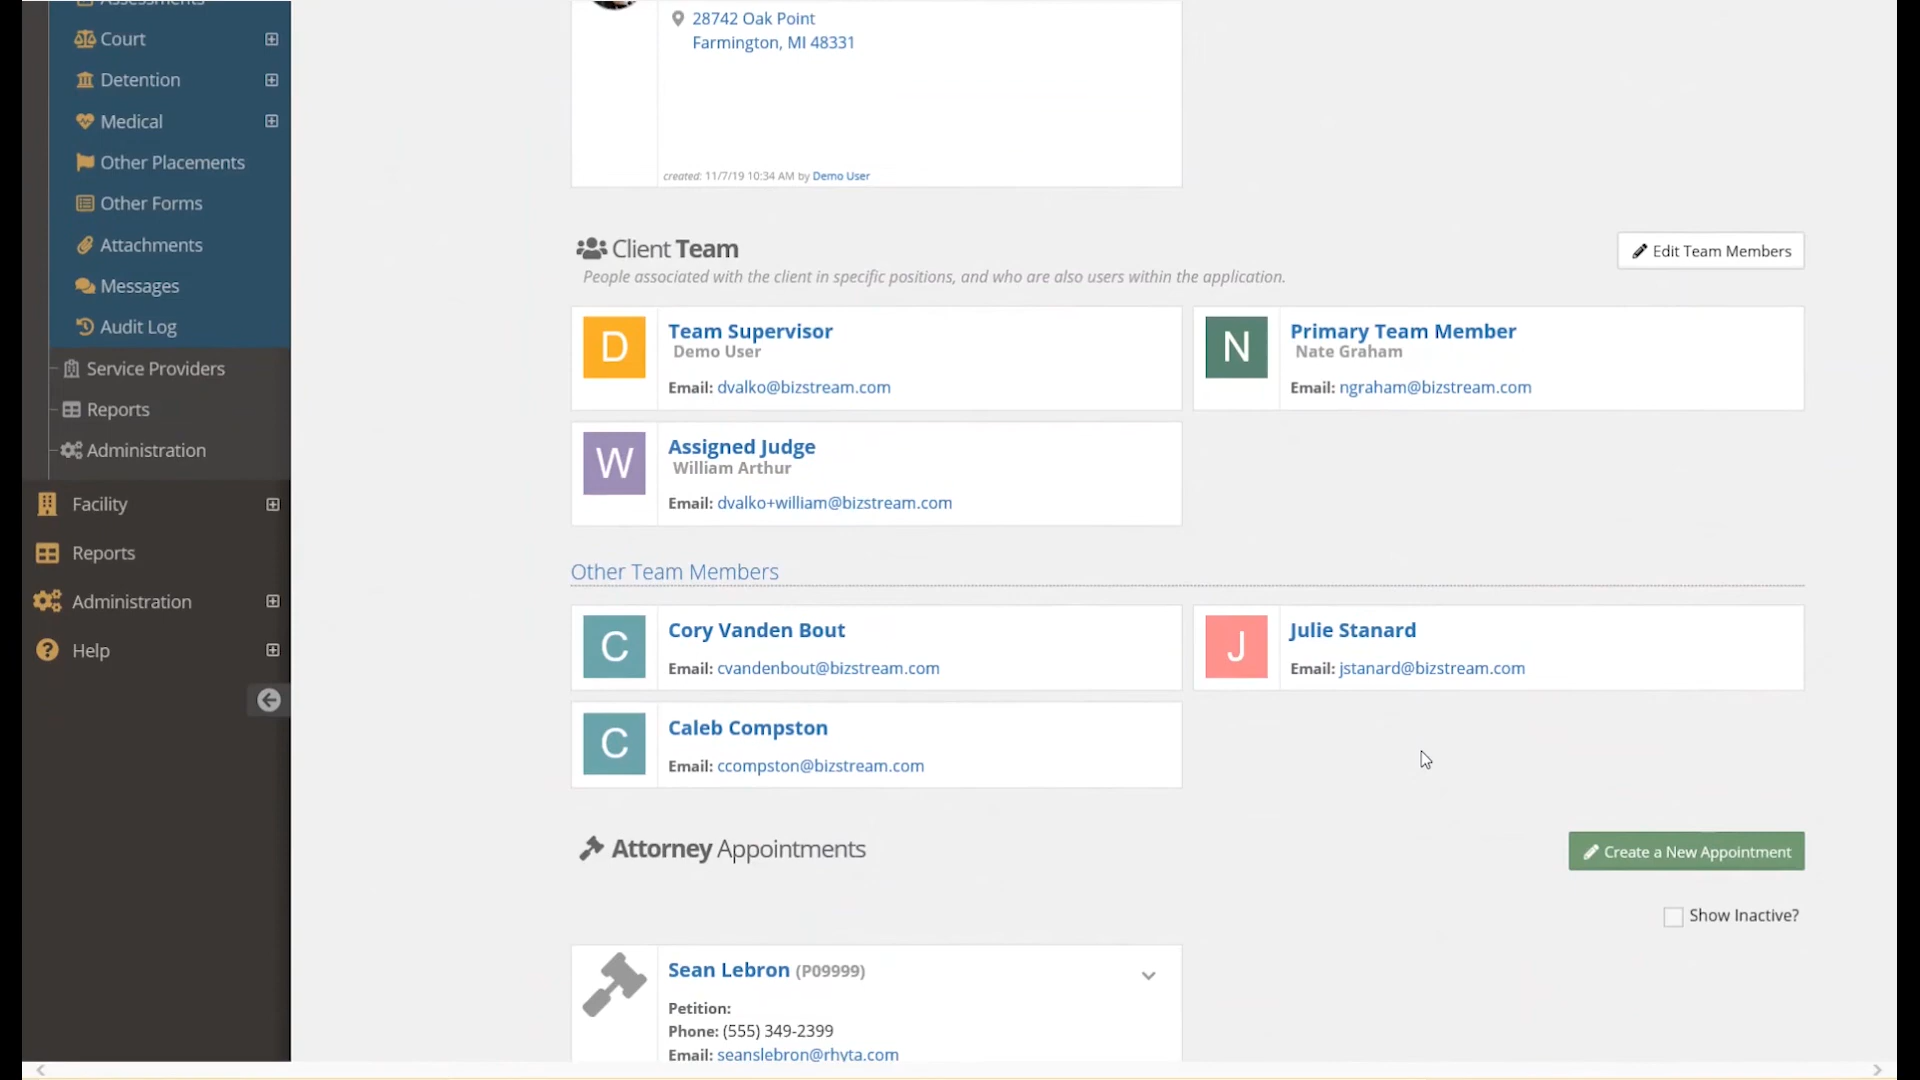 Assessments
Court
Detention
Medical
Other Placements
Other Forms
Attachments
Messages
Audit Log
Service Providers
Reports
Administration
Facility
Reports
Administration
Help
28742 Oak Point
Farmington, MI 48331
created: 11/7/19 10:34 AM by Demo User
Client Team
Edit Team Members
People associated with the client in specific positions, and who are also users within the application.
D
Team Supervisor
Demo User
Email: dvalko@bizstream.com
N
Primary Team Member
Nate Graham
Email: ngraham@bizstream.com
W
Assigned Judge
William Arthur
Email: dvalko+william@bizstream.com
Other Team Members
C
Cory Vanden Bout
Email: cvandenbout@bizstream.com
J
Julie Stanard
Email: jstanard@bizstream.com
C
Caleb Compston
Email: ccompston@bizstream.com
Attorney Appointments
Create a New Appointment
Show Inactive?
Sean Lebron (P09999)
Petition:
Phone: (555) 349-2399
Email: seanslebron@rhyta.com